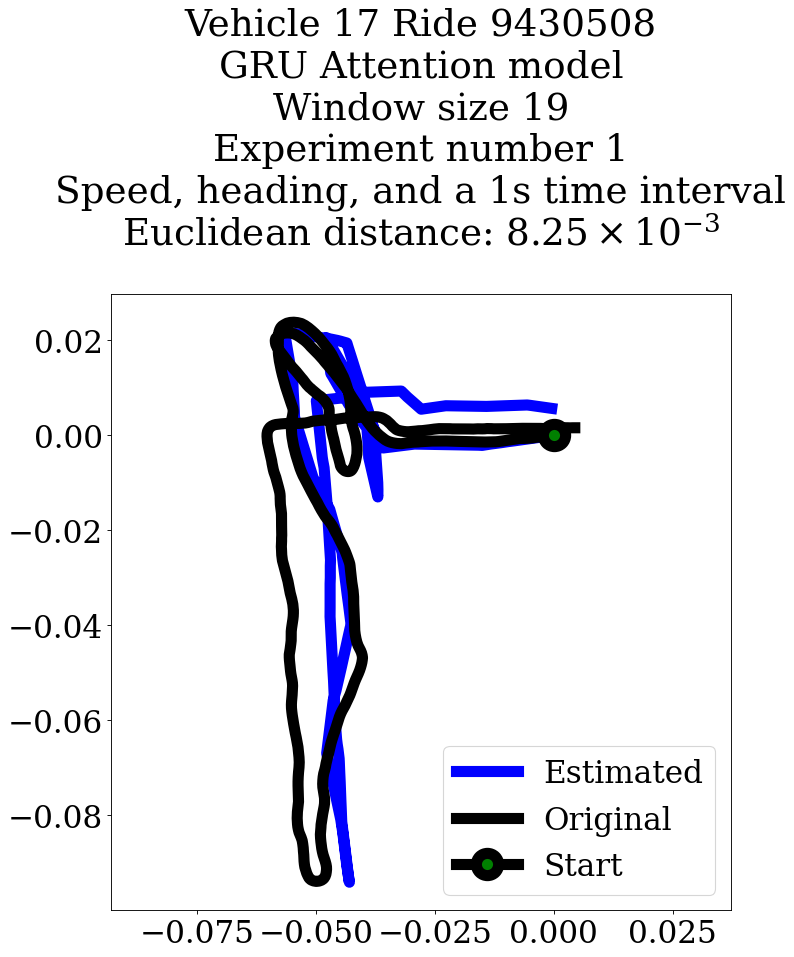 Vehicle 17 Ride 9430508
GRU Attention model
Window size 19
Experiment number 1
Speed, heading, and a 1s time interval
Euclidean distance: 8.25 × 10⁻³
0.02
0.00
−0.02
−0.04
−0.06
−0.08
Estimated
Original
Start
−0.075 −0.050 −0.025 0.000 0.025